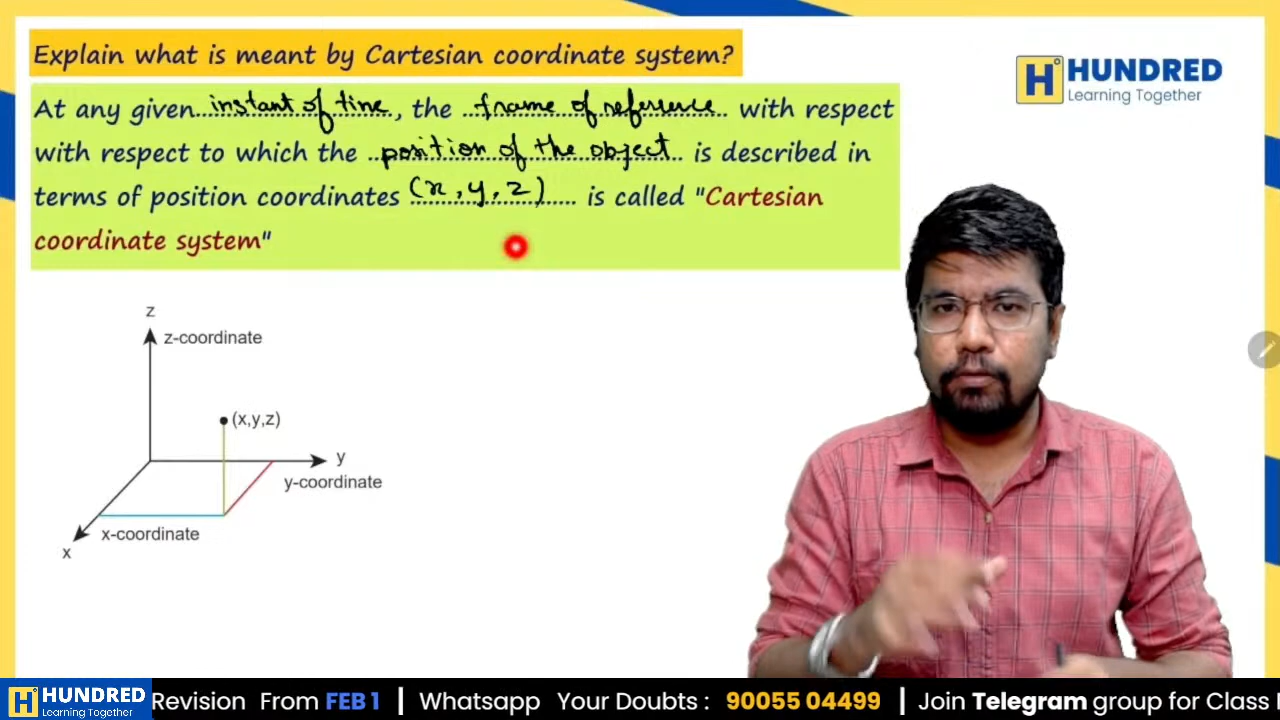 Explain what is meant by Cartesian coordinate system?
HUNDRED
Learning Together
At any given instant of time, the frame of reference with respect
with respect to which the position of the object is described in
terms of position coordinates (x, y, z) is called "Cartesian
coordinate system"
z
z-coordinate
(x,y,z)
y
y-coordinate
x-coordinate
x
HUNDRED
Learning Together
Revision From FEB 1 | Whatsapp Your Doubts : 90055 04499 | Join Telegram group for Class